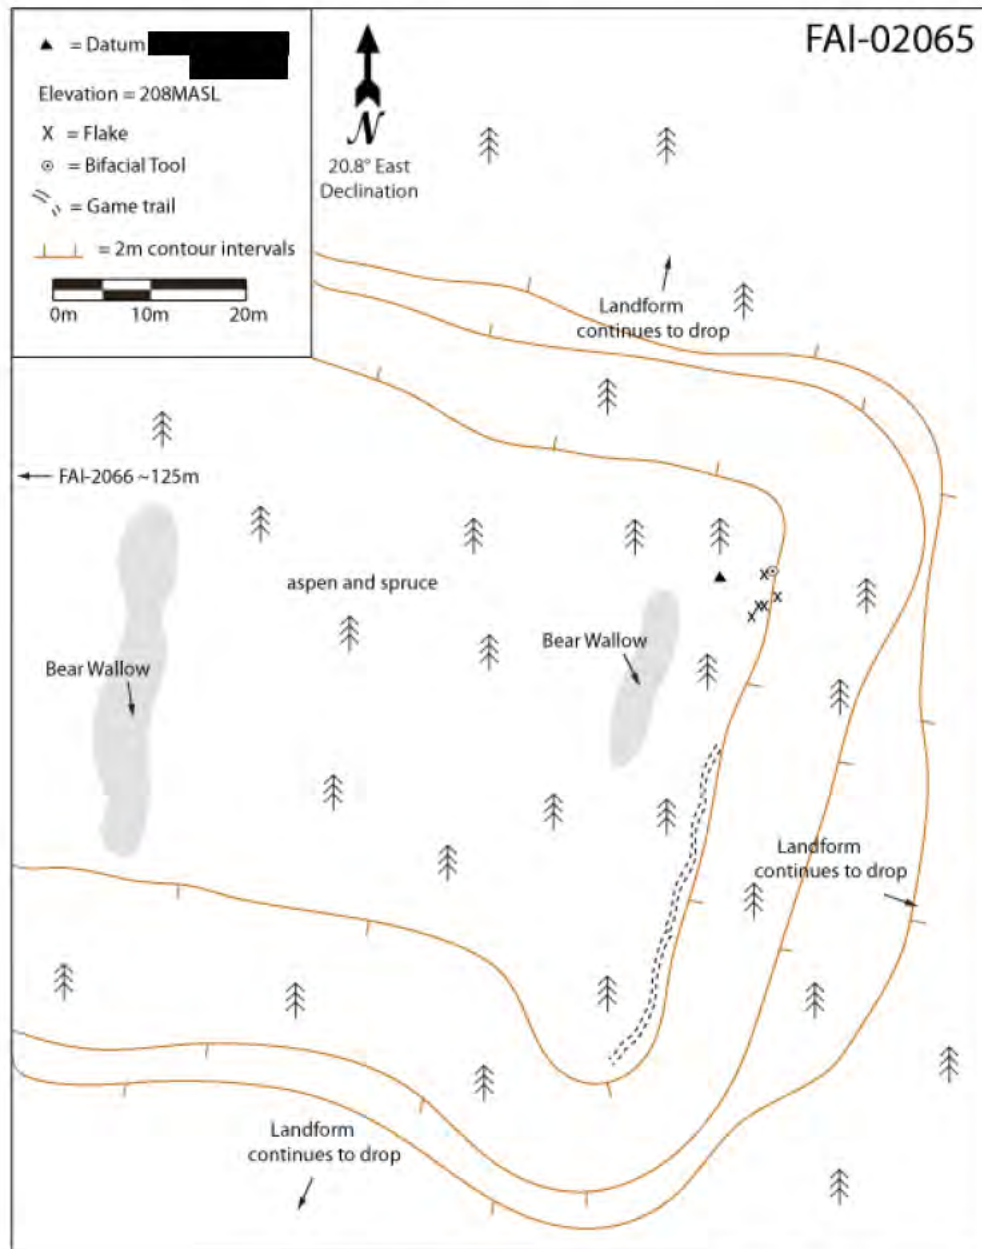 FAI-02065
= Datum
Elevation = 208MASL
X = Flake
= Bifacial Tool
= Game trail
= 2m contour intervals
0m 10m 20m
N
20.8° East
Declination
Landform
continues to drop
FAI-2066 ~125m
aspen and spruce
Bear Wallow
Bear Wallow
x
x
x x
x
Landform
continues to drop
Landform
continues to drop